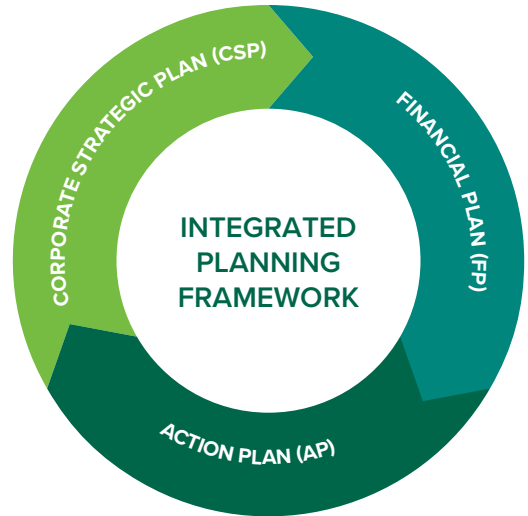 CORPORATE STRATEGIC PLAN (CSP)
FINANCIAL PLAN (FP)
INTEGRATED
PLANNING
FRAMEWORK
ACTION PLAN (AP)